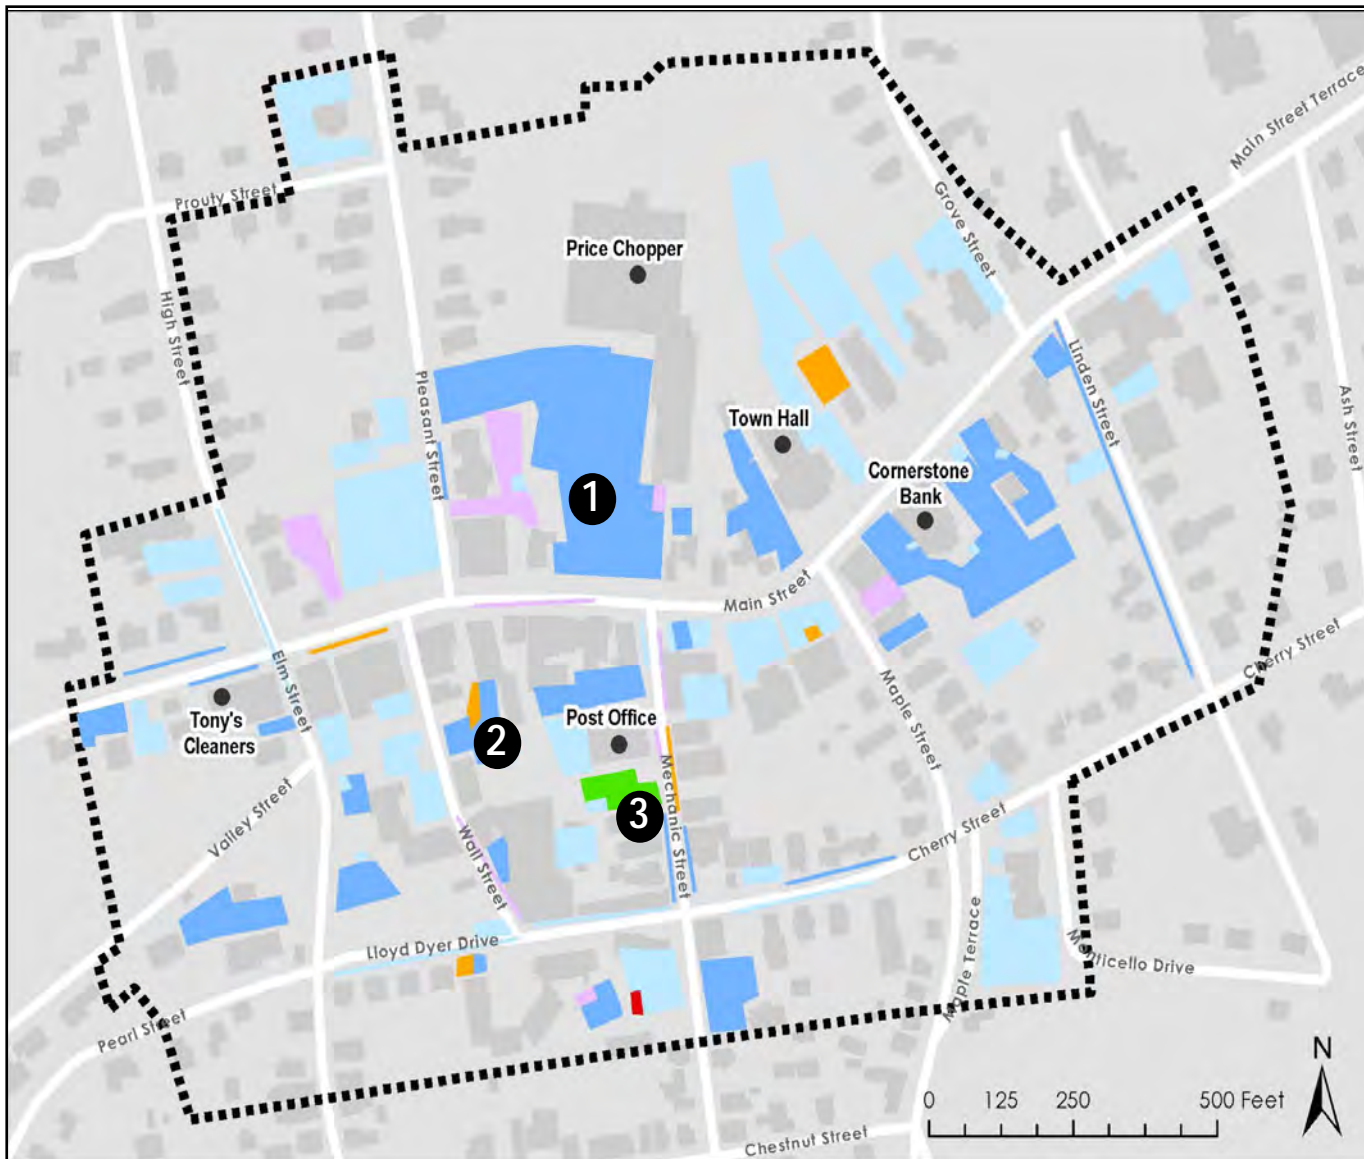 Main Street Terrace
Prouty Street
Grove Street
Price Chopper
High Street
Linden Street
Pleasant Street
Ash Street
Town Hall
Cornerstone
Bank
1
Main Street
Cherry Street
Elm Street
Tony's
Cleaners
2
Post Office
Maple Street
Mechanic Street
3
Valley Street
Wall Street
Cherry Street
Lloyd Dyer Drive
Maple Terrace
Monticello Drive
Pearl Street
N
0 125 250 500 Feet
Chestnut Street